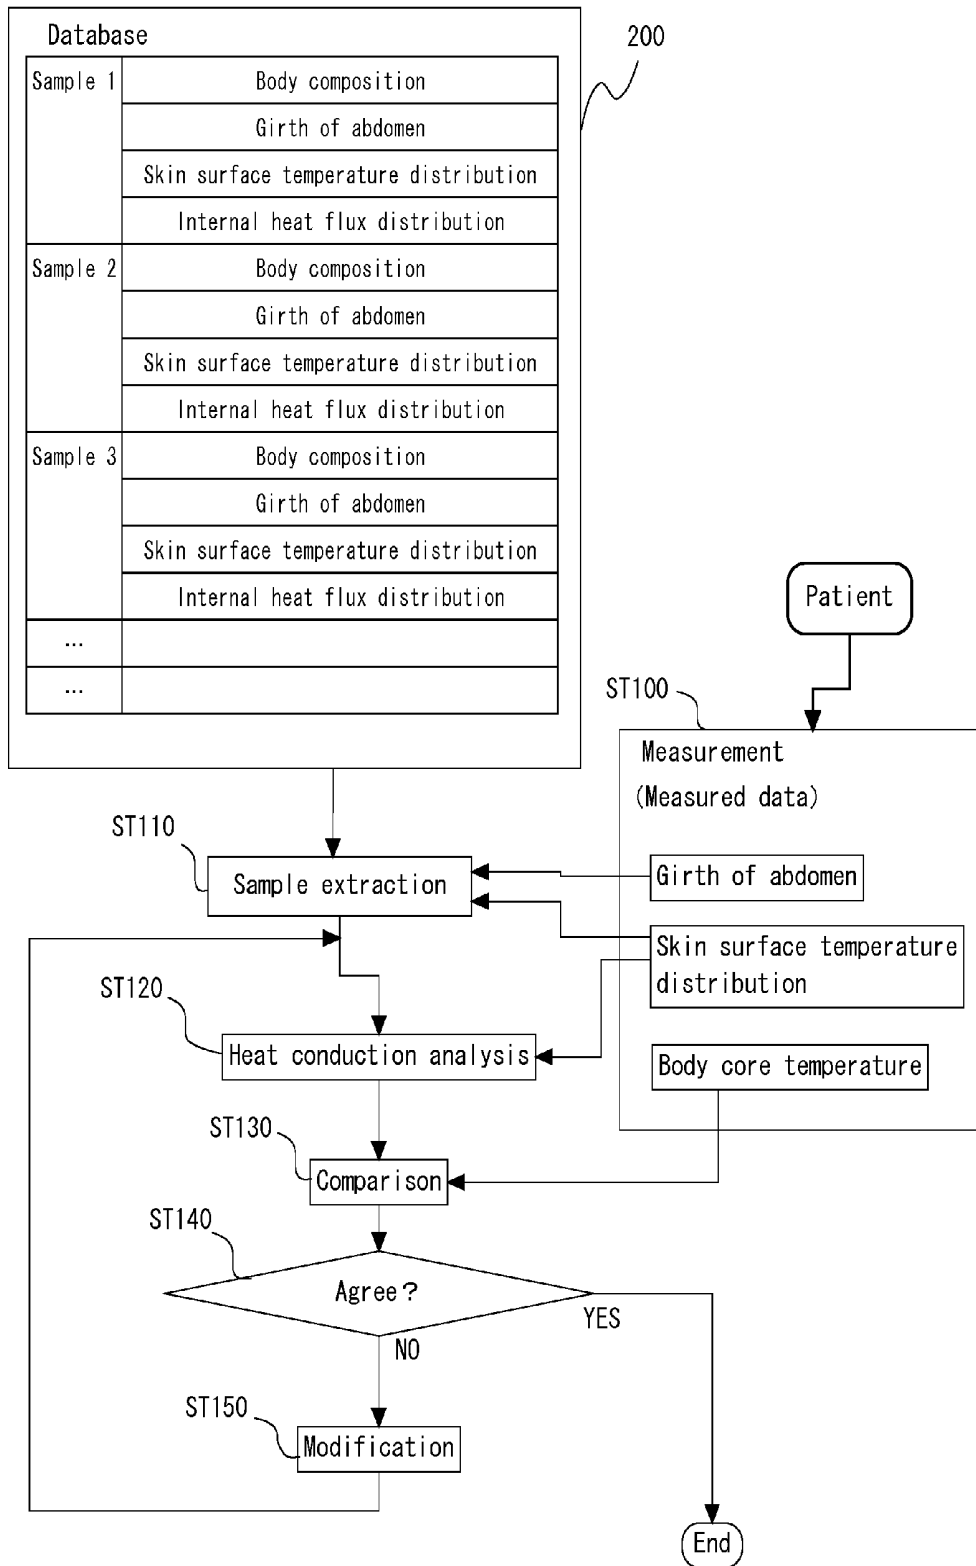 Database
200
Sample 1
Body composition
Girth of abdomen
Skin surface temperature distribution
Internal heat flux distribution
Sample 2
Body composition
Girth of abdomen
Skin surface temperature distribution
Internal heat flux distribution
Sample 3
Body composition
Girth of abdomen
Skin surface temperature distribution
Internal heat flux distribution
...
...
Patient
ST100
Measurement
(Measured data)
ST110
Sample extraction
Girth of abdomen
Skin surface temperature
distribution
ST120
Heat conduction analysis
Body core temperature
ST130
Comparison
ST140
Agree?
YES
NO
ST150
Modification
End